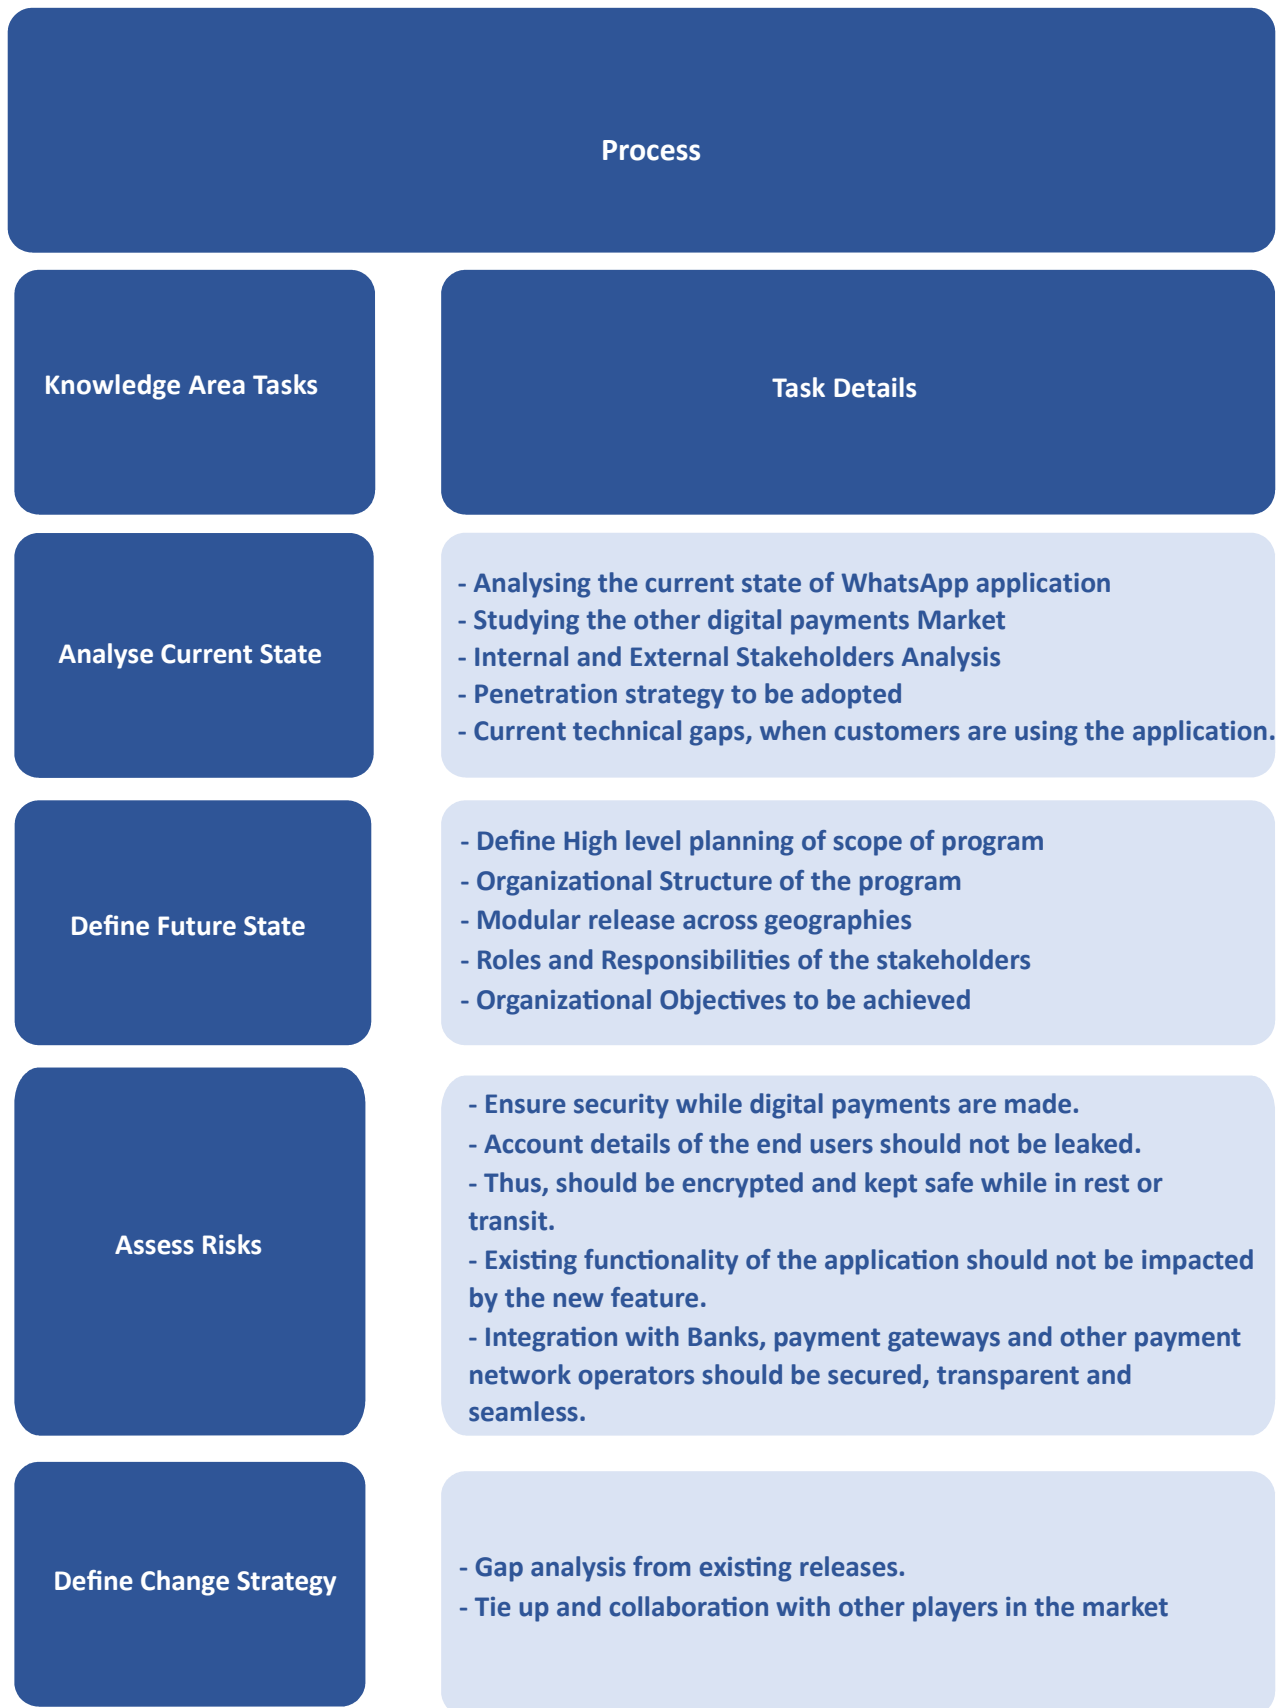 Process
Knowledge Area Tasks
Task Details
Analyse Current State
- Analysing the current state of WhatsApp application
- Studying the other digital payments Market
- Internal and External Stakeholders Analysis
- Penetration strategy to be adopted
- Current technical gaps, when customers are using the application.
Define Future State
- Define High level planning of scope of program
- Organizational Structure of the program
- Modular release across geographies
- Roles and Responsibilities of the stakeholders
- Organizational Objectives to be achieved
Assess Risks
- Ensure security while digital payments are made.
- Account details of the end users should not be leaked.
- Thus, should be encrypted and kept safe while in rest or
transit.
- Existing functionality of the application should not be impacted
by the new feature.
- Integration with Banks, payment gateways and other payment
network operators should be secured, transparent and
seamless.
Define Change Strategy
- Gap analysis from existing releases.
- Tie up and collaboration with other players in the market